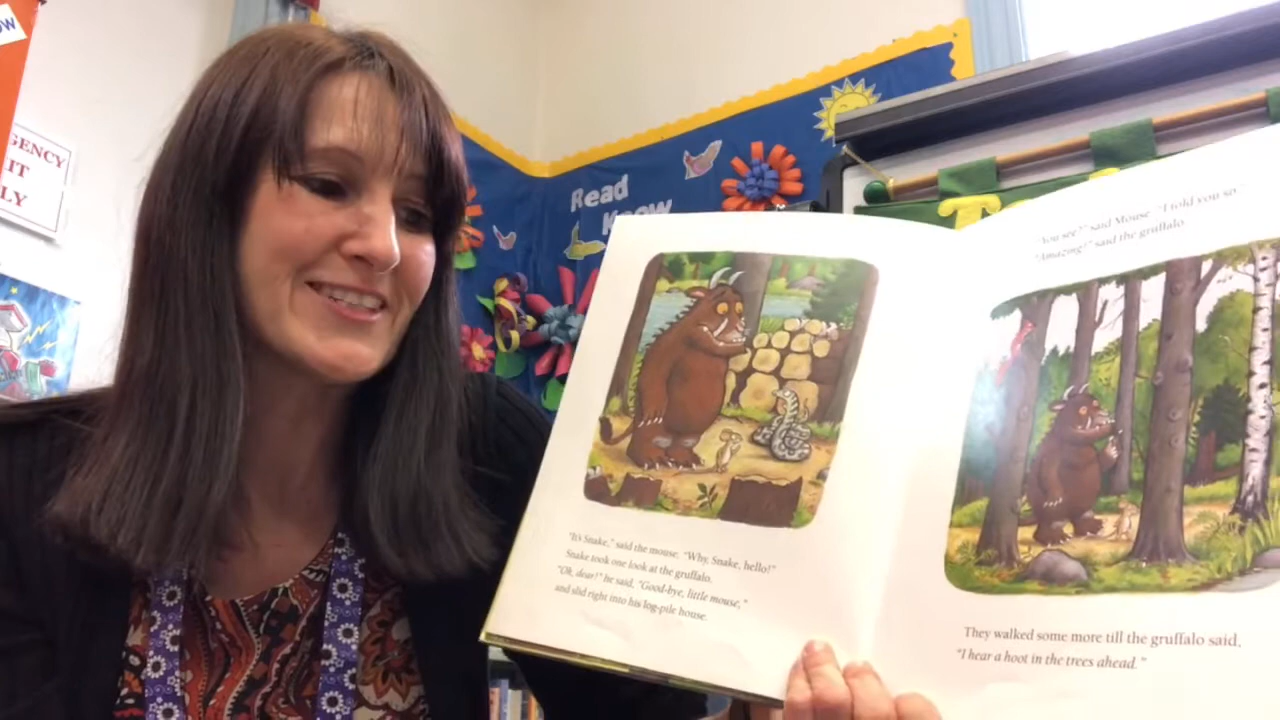 OW
GENCY
IT
LY
Read
Know
T
"It's Snake," said the mouse. "Why, Snake, hello!"
Snake took one look at the gruffalo.
"Oh, dear!" he said, "Good-bye, little mouse,"
and slid right into his log-pile house.
"You see?" said Mouse. "I told you so."
"Amazing!" said the gruffalo.
They walked some more till the gruffalo said,
"I hear a hoot in the trees ahead."